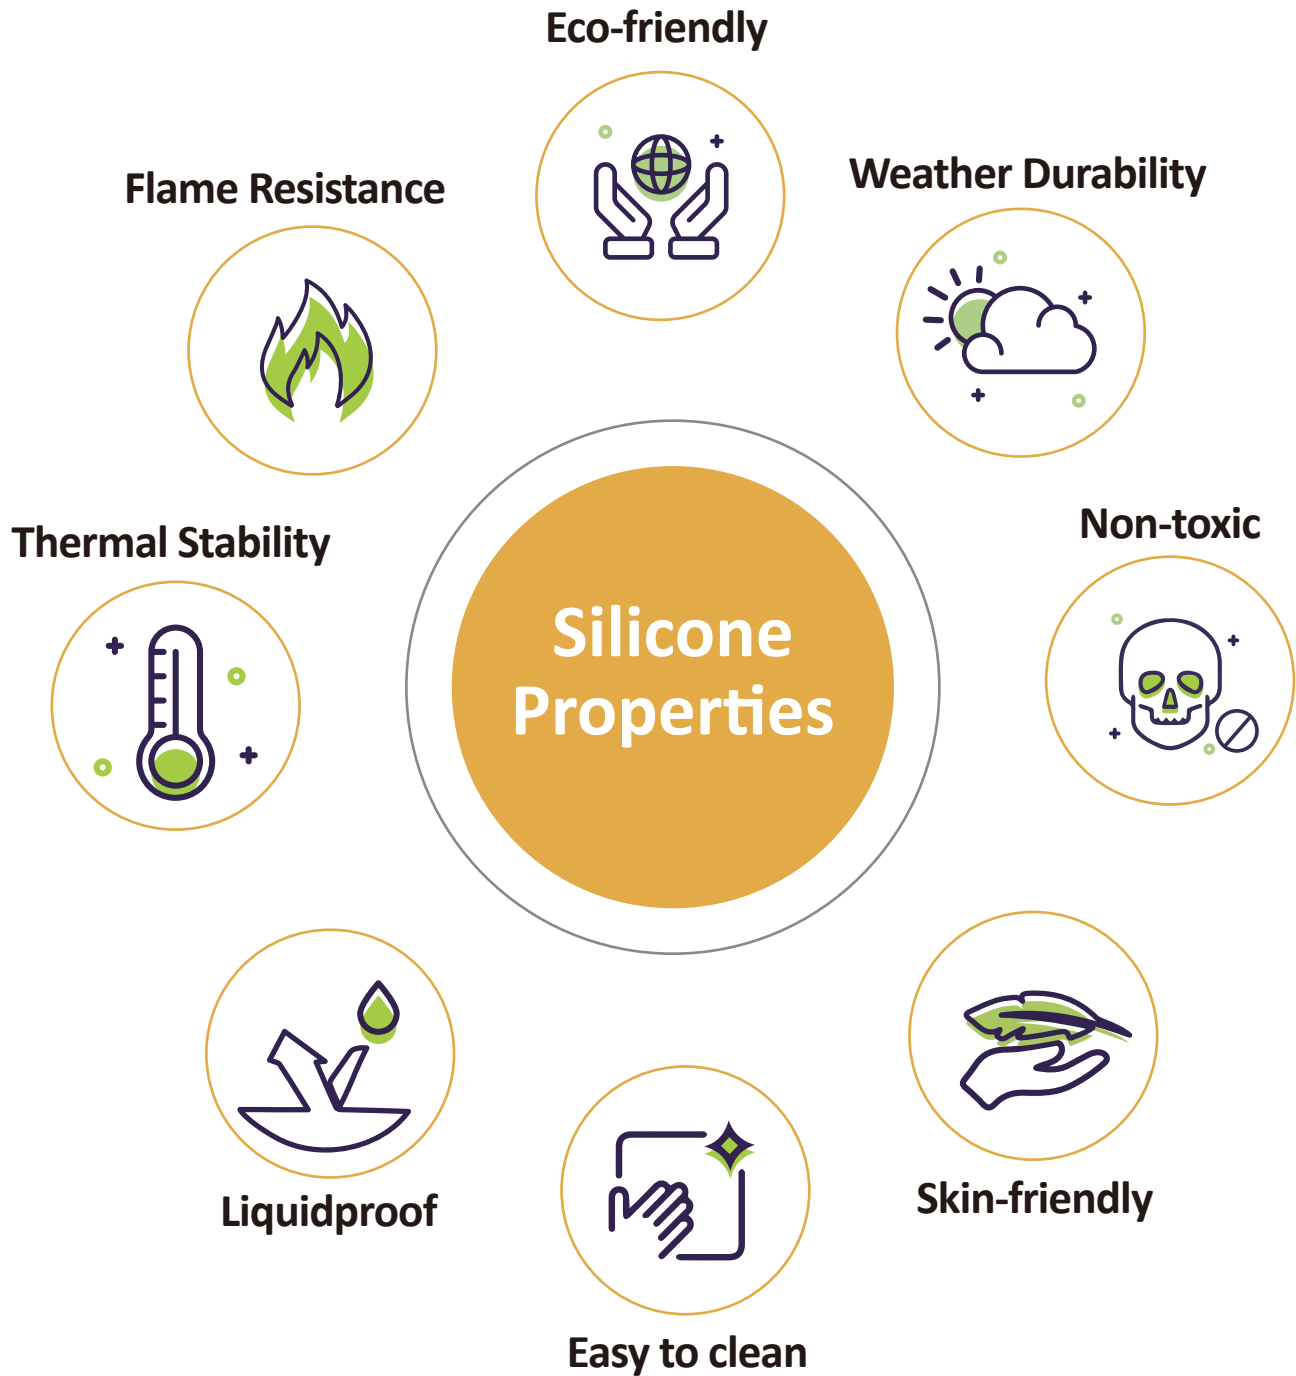 Eco-friendly
Weather Durability
Flame Resistance
Non-toxic
Thermal Stability
Silicone
Properties
Skin-friendly
Liquidproof
Easy to clean